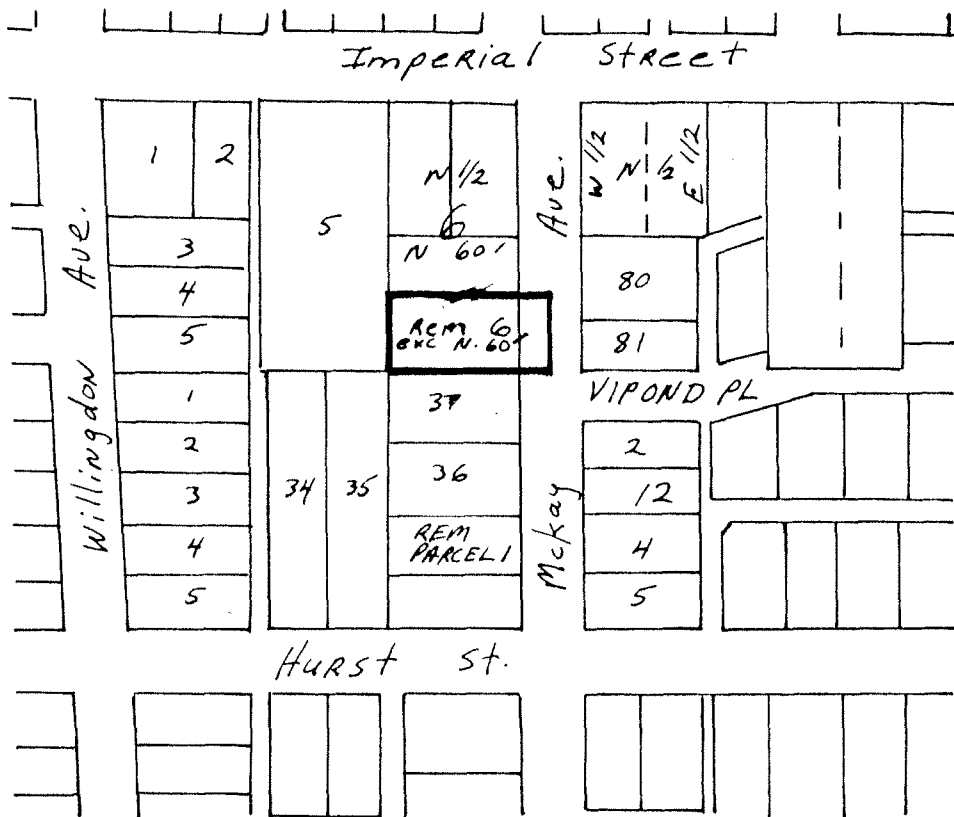 Imperial Street
1
2
3
4
5
5
N 1/2
6
N 60'
Rem 6
exc N. 60'
W 1/2
N 1/2
E 1/2
80
81
VIPOND PL
Willingdon Ave.
Mckay Ave.
1
2
3
4
5
34
35
37
36
REM
PARCEL 1
2
12
4
5
HURST St.